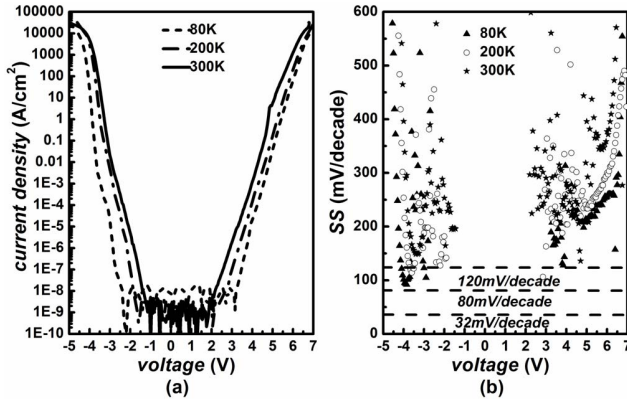 100000
10000
1000
100
10
1
0.1
0.01
1E-3
1E-4
1E-5
1E-6
1E-7
1E-8
1E-9
1E-10
current density (A/cm²)
-80K
-200K
300K
-5 -4 -3 -2 -1 0 1 2 3 4 5 6 7
voltage (V)
(a)
600
500
400
300
200
100
0
SS (mV/decade)
80K
200K
300K
120mV/decade
80mV/decade
32mV/decade
-5 -4 -3 -2 -1 0 1 2 3 4 5 6 7
voltage (V)
(b)